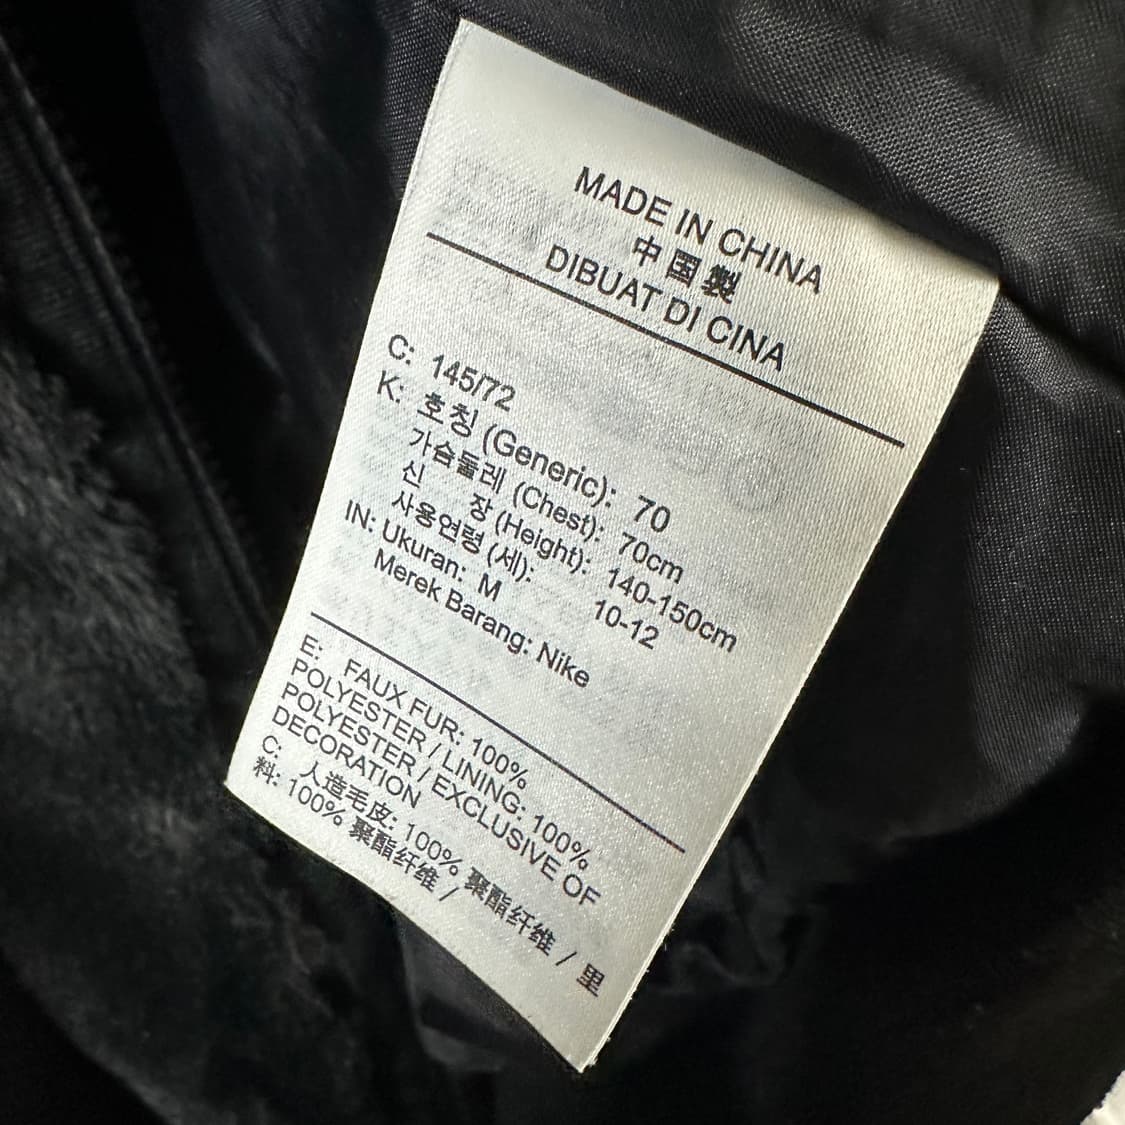 MADE IN CHINA
中国製
DIBUAT DI CINA
C: 145/72
K: 호칭 (Generic): 70
가슴둘레 (Chest): 70cm
신 장 (Height): 140-150cm
사용연령 (세): 10-12
IN: Ukuran: M
Merek Barang: Nike
E: FAUX FUR: 100%
POLYESTER / LINING: 100%
POLYESTER / EXCLUSIVE OF
DECORATION
C: 人造毛皮: 100% 聚酯纤维 / 里
料: 100% 聚酯纤维 /